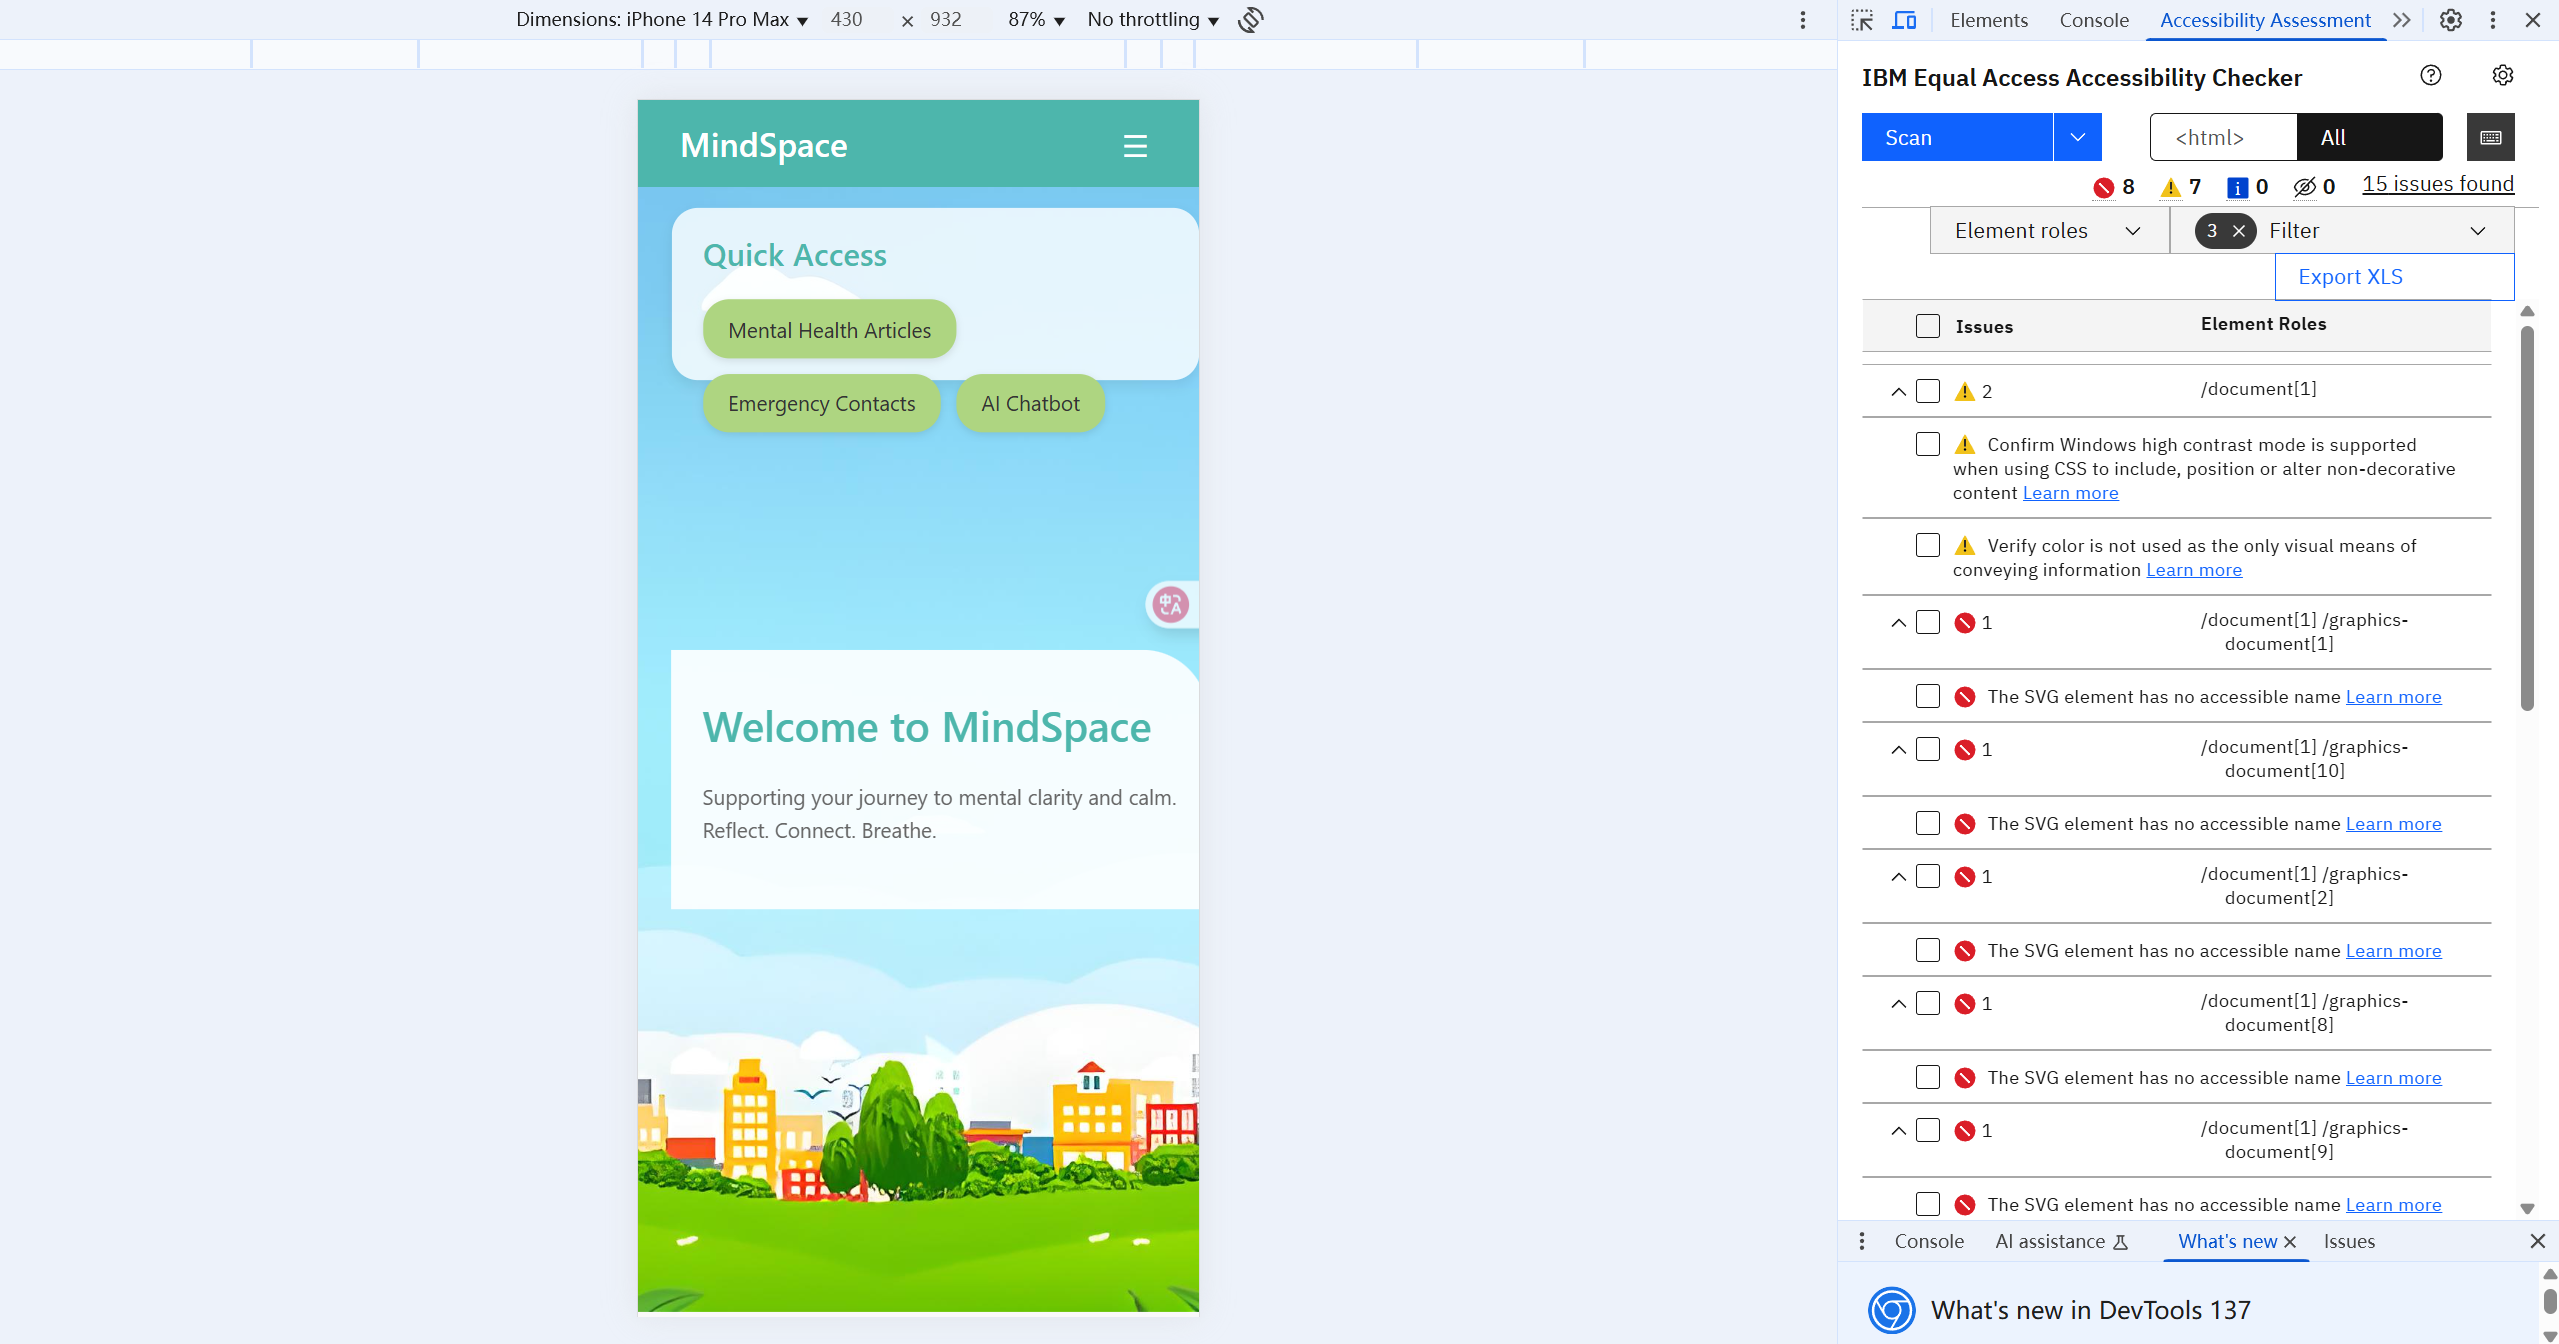 Dimensions: iPhone 14 Pro Max ▼ 430 × 932 87% ▼ No throttling ▼
MindSpace
Quick Access
Mental Health Articles
Emergency Contacts
AI Chatbot
中A
Welcome to MindSpace
Supporting your journey to mental clarity and calm.
Reflect. Connect. Breathe.
Elements Console Accessibility Assessment
IBM Equal Access Accessibility Checker
Scan
<html> All
8 7 0 0 15 issues found
Element roles 3 Filter
Export XLS
Issues Element Roles
2 /document[1]
Confirm Windows high contrast mode is supported
when using CSS to include, position or alter non-decorative
content Learn more
Verify color is not used as the only visual means of
conveying information Learn more
1 /document[1] /graphics-
document[1]
The SVG element has no accessible name Learn more
1 /document[1] /graphics-
document[10]
The SVG element has no accessible name Learn more
1 /document[1] /graphics-
document[2]
The SVG element has no accessible name Learn more
1 /document[1] /graphics-
document[8]
The SVG element has no accessible name Learn more
1 /document[1] /graphics-
document[9]
The SVG element has no accessible name Learn more
Console AI assistance What's new Issues
What's new in DevTools 137